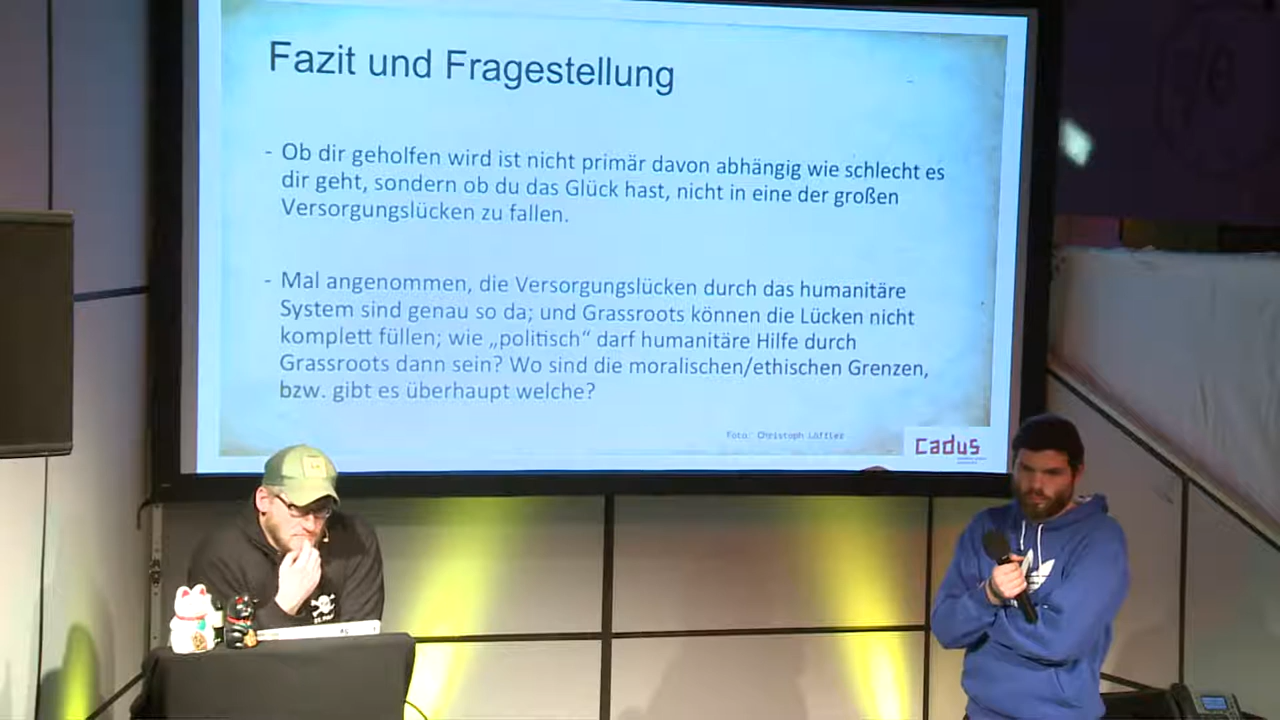 Fazit und Fragestellung
- Ob dir geholfen wird ist nicht primär davon abhängig wie schlecht es
dir geht, sondern ob du das Glück hast, nicht in eine der großen
Versorgungslücken zu fallen.
- Mal angenommen, die Versorgungslücken durch das humanitäre
System sind genau so da; und Grassroots können die Lücken nicht
komplett füllen; wie „politisch“ darf humanitäre Hilfe durch
Grassroots dann sein? Wo sind die moralischen/ethischen Grenzen,
bzw. gibt es überhaupt welche?
Foto: Christoph Löffler
Cadus